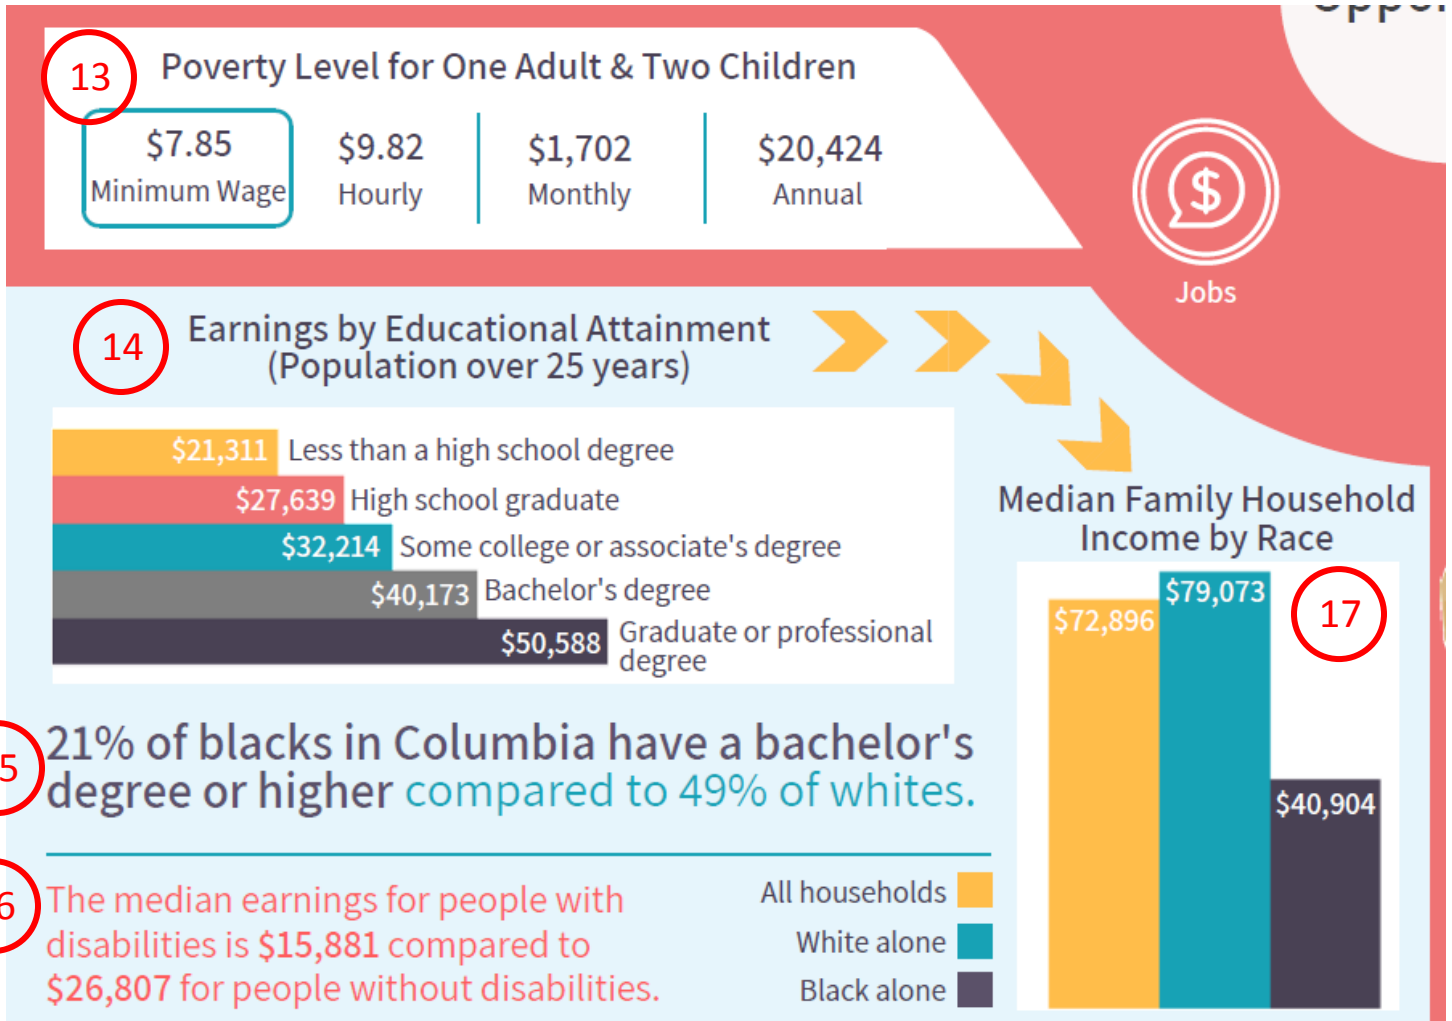 13
Poverty Level for One Adult & Two Children
$7.85
Minimum Wage
$9.82
Hourly
$1,702
Monthly
$20,424
Annual
$
Jobs
14
Earnings by Educational Attainment
(Population over 25 years)
$21,311 Less than a high school degree
$27,639 High school graduate
$32,214 Some college or associate's degree
$40,173 Bachelor's degree
$50,588 Graduate or professional
degree
Median Family Household
Income by Race
17
$72,896
$79,073
$40,904
5
21% of blacks in Columbia have a bachelor's
degree or higher compared to 49% of whites.
6
The median earnings for people with
disabilities is $15,881 compared to
$26,807 for people without disabilities.
All households
White alone
Black alone